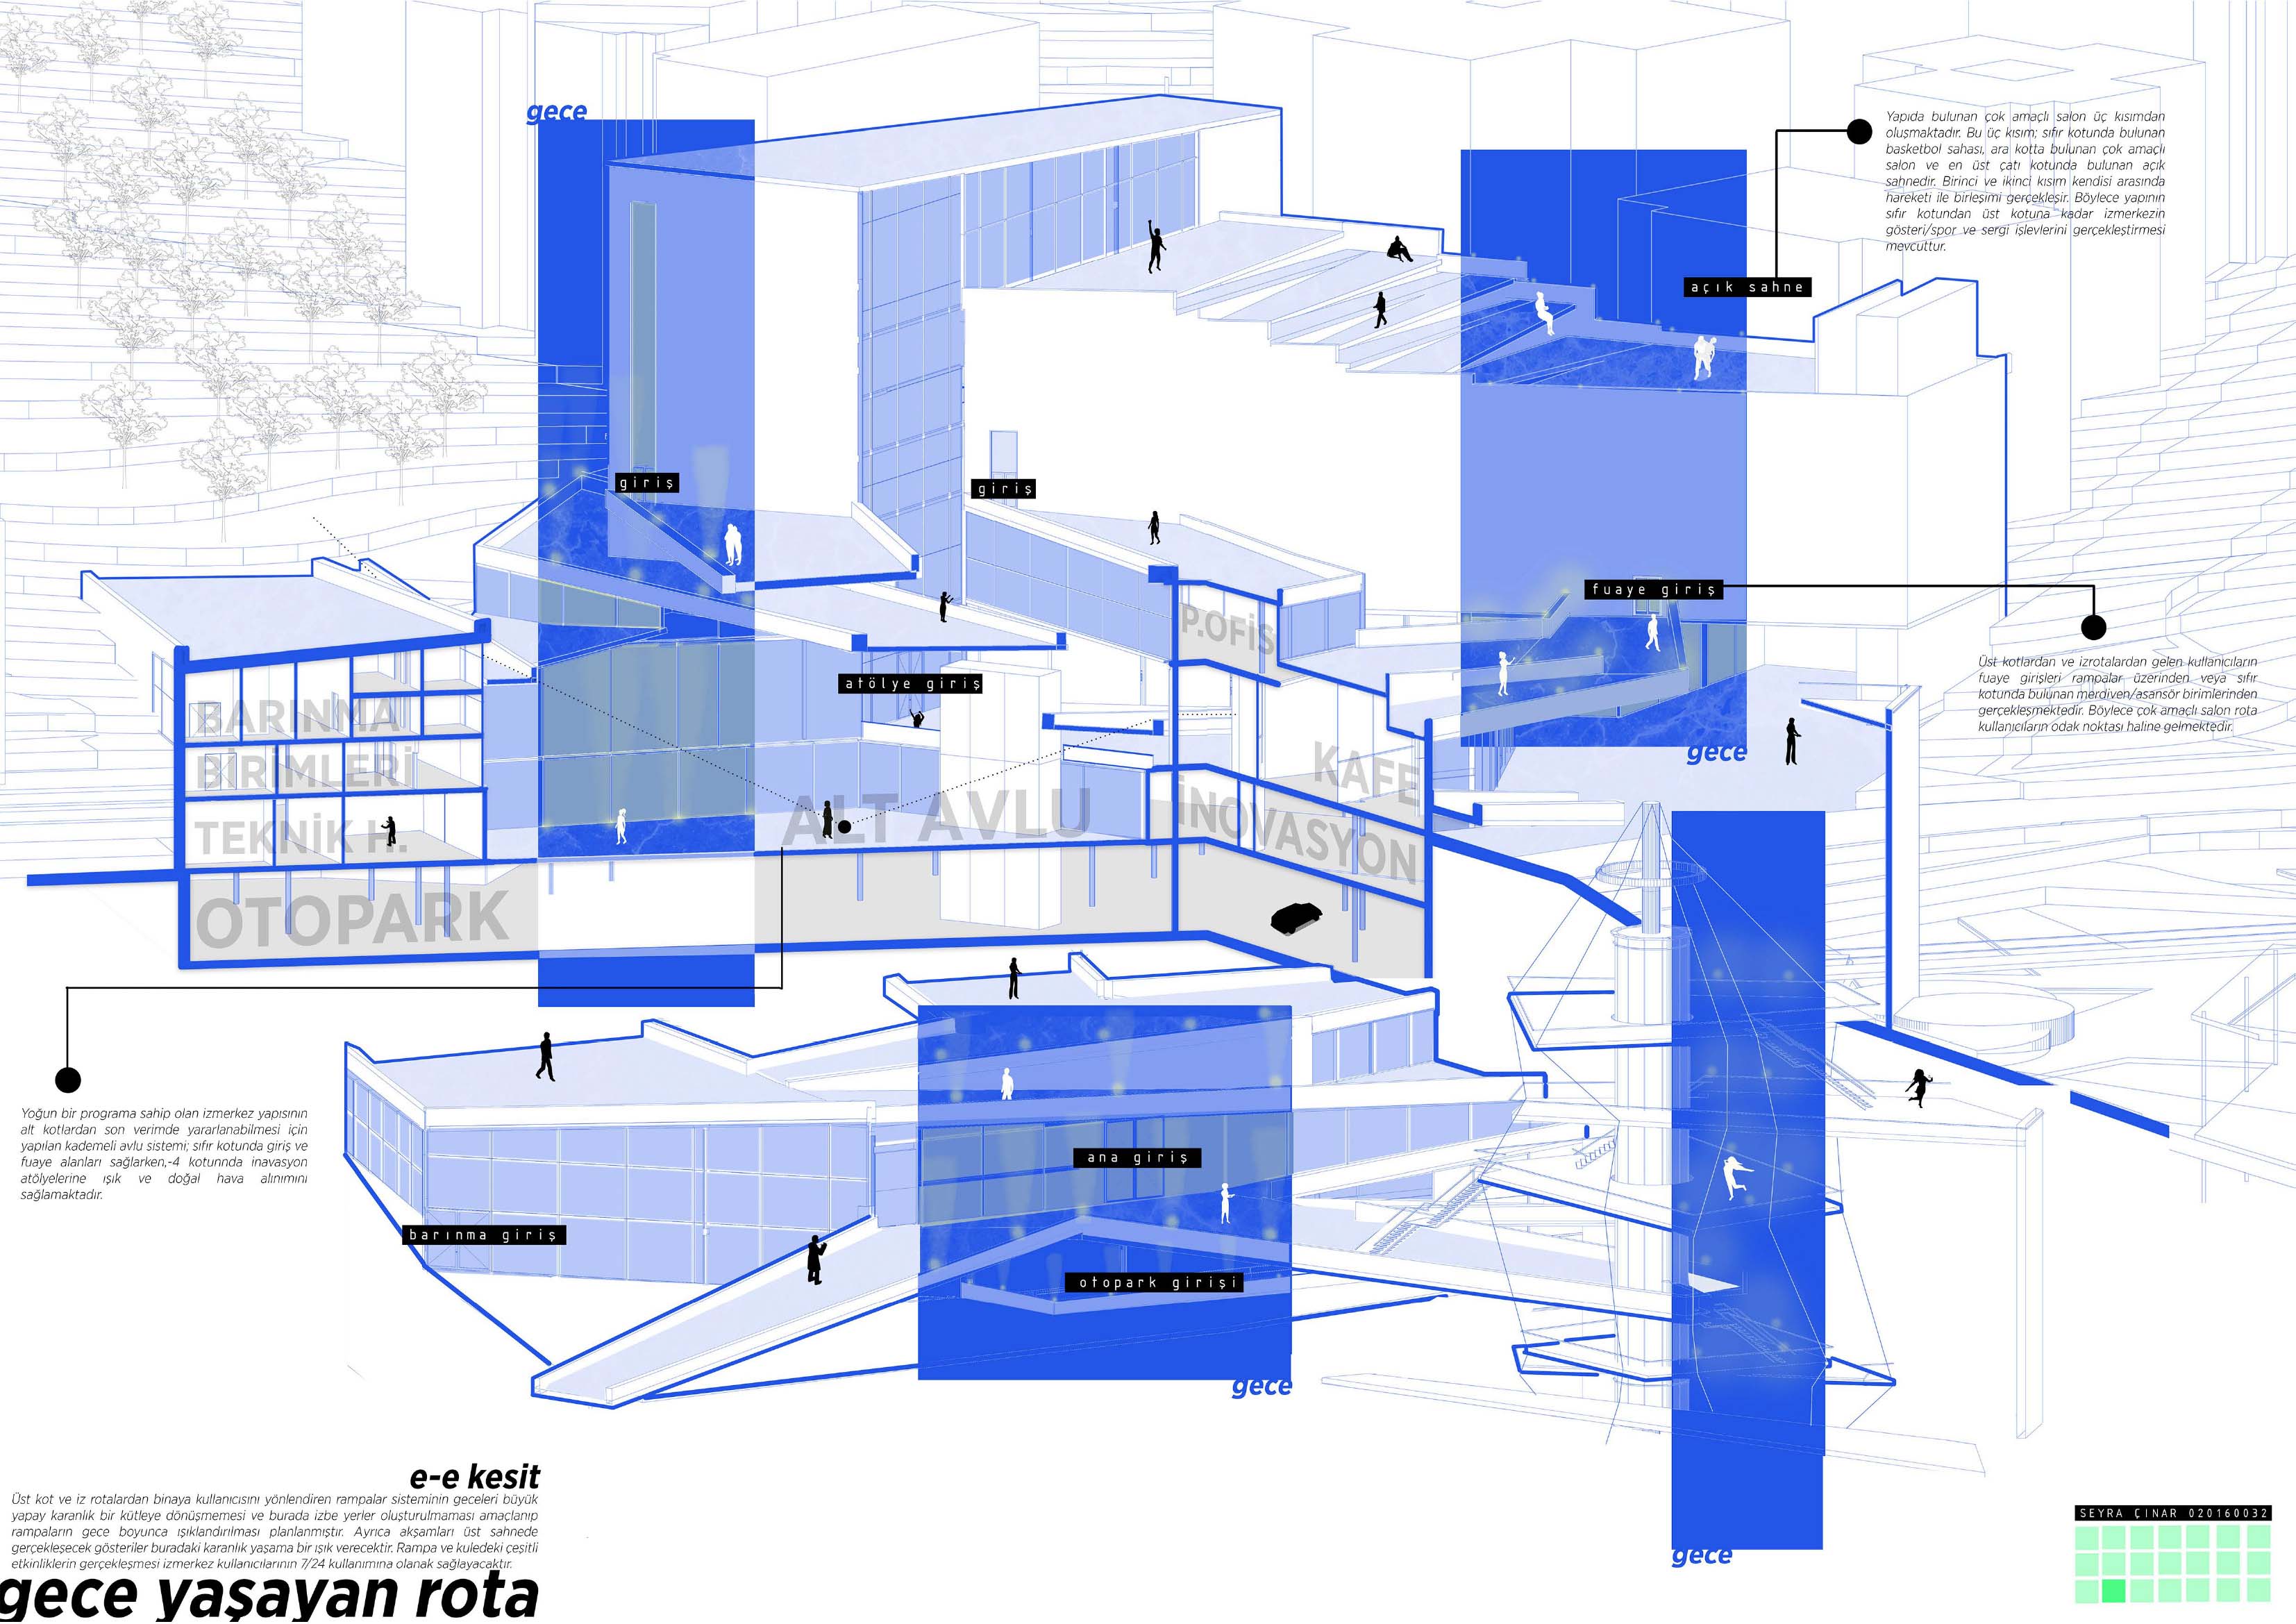 gece
Yapıda bulunan çok amaçlı salon üç kısımdan
oluşmaktadır. Bu üç kısım; sıfır kotunda bulunan
basketbol sahası, ara kotta bulunan çok amaçlı
salon ve en üst çatı kotunda bulunan açık
sahnedir. Birinci ve ikinci kısım kendisi arasında
hareketi ile birleşimi gerçekleşir. Böylece yapının
sıfır kotundan üst kotuna kadar izmerkezin
gösteri/spor ve sergi işlevlerini gerçekleştirmesi
mevcuttur.
açık sahne
giriş
giriş
fuaye giriş
P.OFİS
Üst kotlardan ve izrotalardan gelen kullanıcıların
fuaye girişleri rampalar üzerinden veya sıfır
kotunda bulunan merdiven/asansör birimlerinden
gerçekleşmektedir. Böylece çok amaçlı salon rota
kullanıcıların odak noktası haline gelmektedir.
atölye giriş
BARINMA
BİRİMLERİ
TEKNİK H.
OTOPARK
ALT AVLU
KAFE
İNOVASYON
gece
Yoğun bir programa sahip olan izmerkez yapısının
alt kotlardan son verimde yararlanabilmesi için
yapılan kademeli avlu sistemi; sıfır kotunda giriş ve
fuaye alanları sağlarken,-4 kotunnda inavasyon
atölyelerine ışık ve doğal hava alınımını
sağlamaktadır.
ana giriş
barınma giriş
otopark girişi
gece
gece
e-e kesit
Üst kot ve iz rotalardan binaya kullanıcısını yönlendiren rampalar sisteminin geceleri büyük
yapay karanlık bir kütleye dönüşmemesi ve burada izbe yerler oluşturulmaması amaçlanıp
rampaların gece boyunca ışıklandırılması planlanmıştır. Ayrıca akşamları üst sahnede
gerçekleşecek gösteriler buradaki karanlık yaşama bir ışık verecektir. Rampa ve kuledeki çeşitli
etkinliklerin gerçekleşmesi izmerkez kullanıcılarının 7/24 kullanımına olanak sağlayacaktır.
gece yaşayan rota
SEYRA ÇINAR 020160032